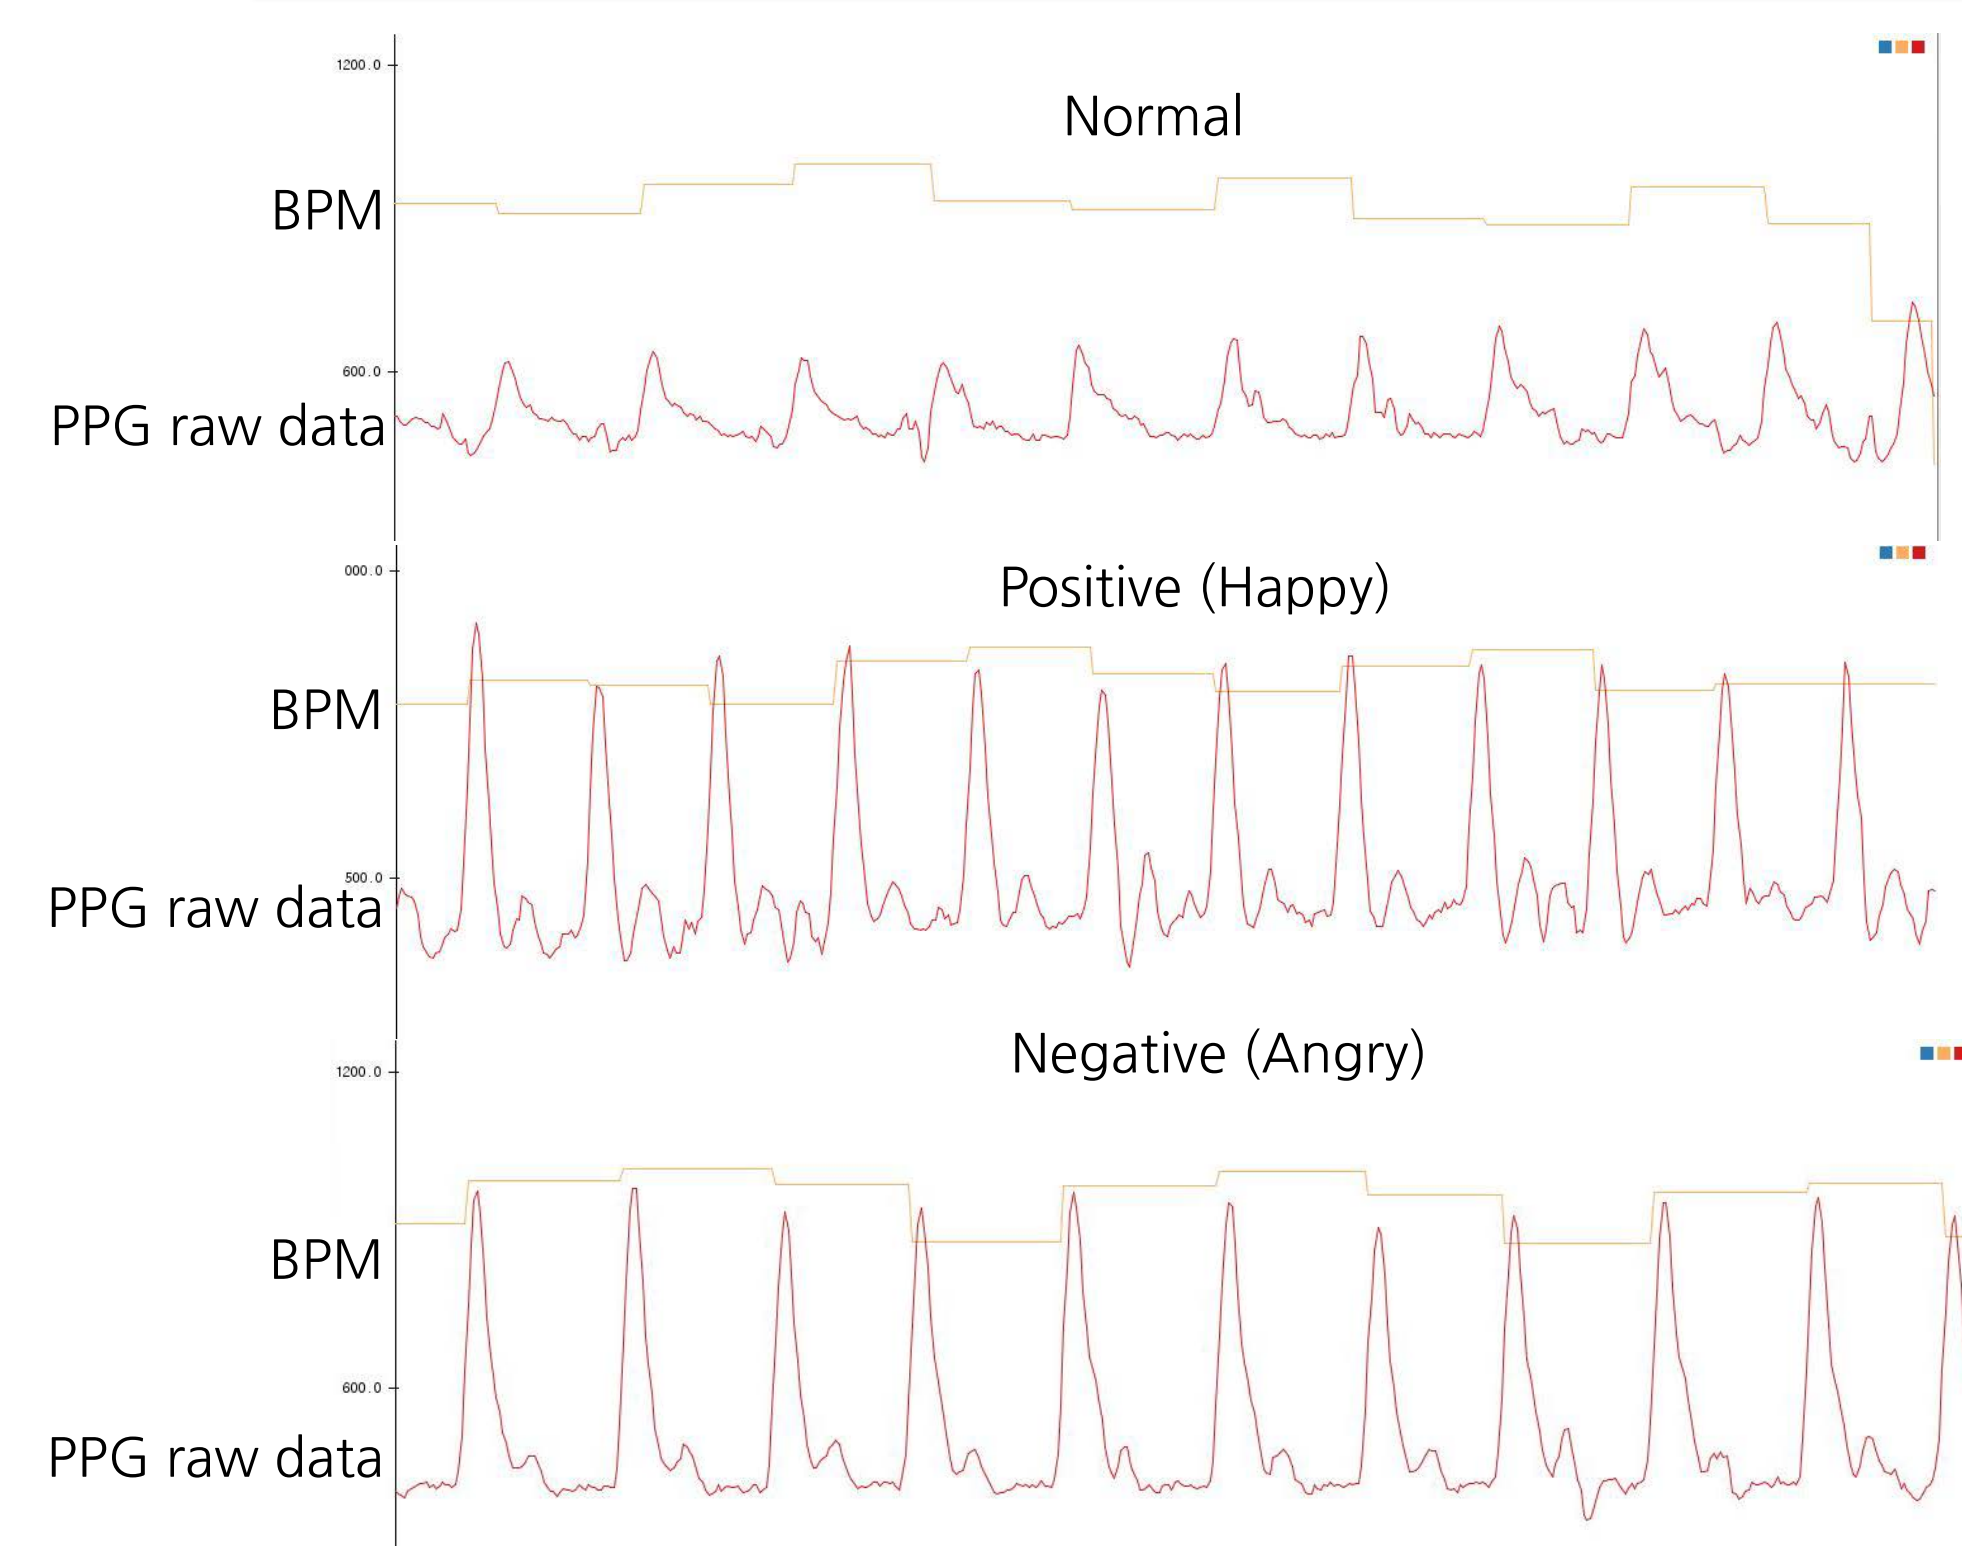 1200.0
Normal
BPM
600.0
PPG raw data
000.0
Positive (Happy)
BPM
500.0
PPG raw data
Negative (Angry)
1200.0
BPM
600.0
PPG raw data